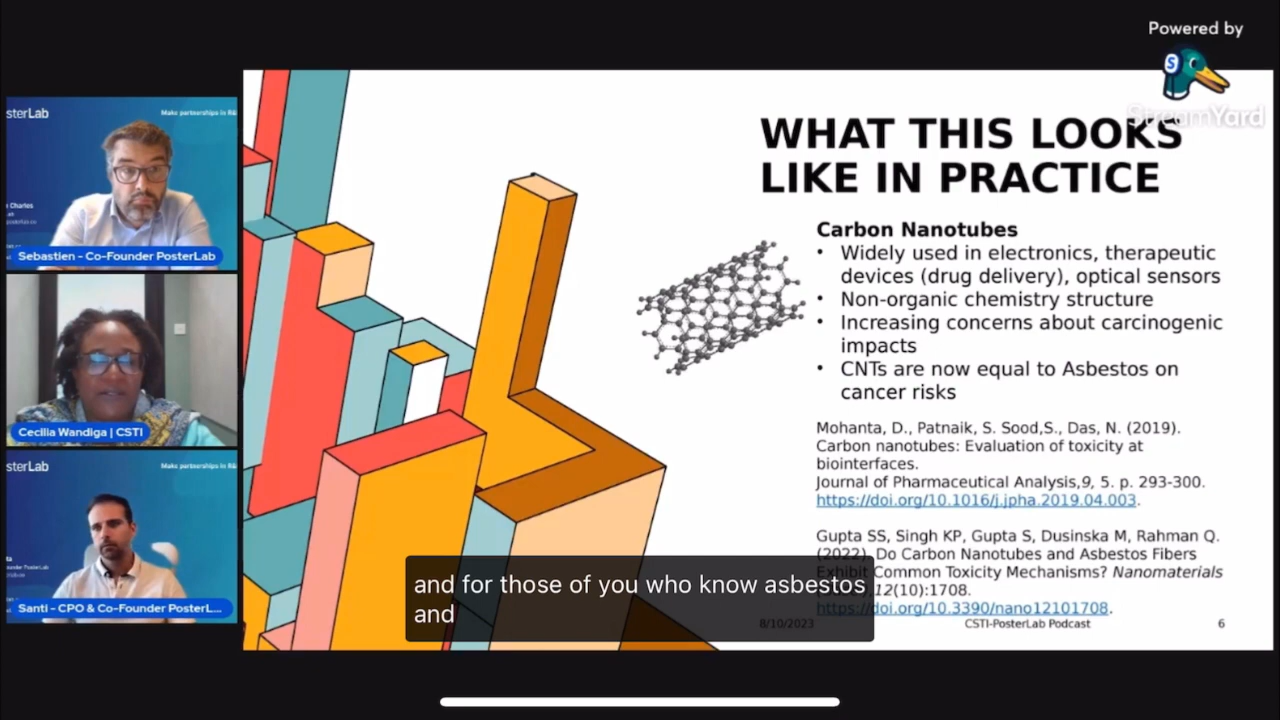 Powered by
StreamYard
sterLab
Make partnerships in R&
Charles
Sebastien - Co-Founder PosterLab
Cecilia Wandiga | CSTI
sterLab
Make partnerships in R&
Santi - CPO & Co-Founder PosterL...
WHAT THIS LOOKS
LIKE IN PRACTICE
Carbon Nanotubes
• Widely used in electronics, therapeutic
devices (drug delivery), optical sensors
• Non-organic chemistry structure
• Increasing concerns about carcinogenic
impacts
• CNTs are now equal to Asbestos on
cancer risks
Mohanta, D., Patnaik, S. Sood,S., Das, N. (2019).
Carbon nanotubes: Evaluation of toxicity at
biointerfaces.
Journal of Pharmaceutical Analysis,9, 5. p. 293-300.
https://doi.org/10.1016/j.jpha.2019.04.003.
Gupta SS, Singh KP, Gupta S, Dusinska M, Rahman Q.
(2022). Do Carbon Nanotubes and Asbestos Fibers
Exhibit Common Toxicity Mechanisms? Nanomaterials
12(10):1708.
https://doi.org/10.3390/nano12101708.
8/10/2023
CSTI-PosterLab Podcast
6
and for those of you who know asbestos
and